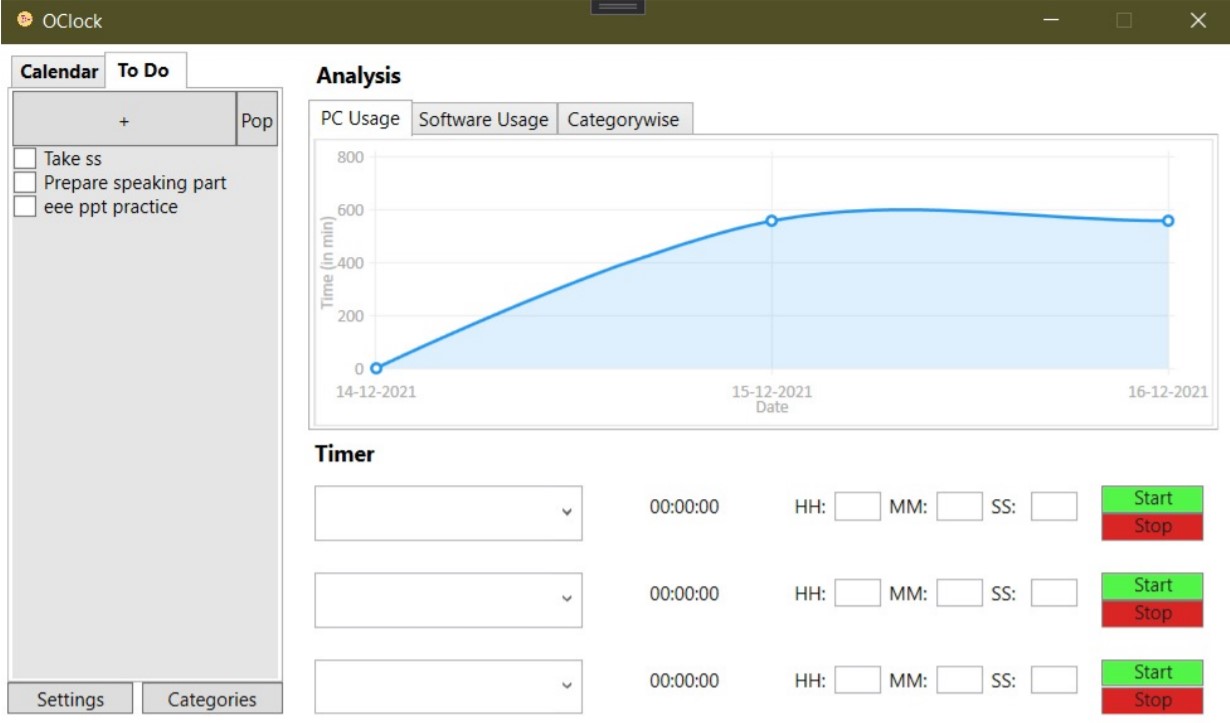 OClock
Calendar
To Do
+
Pop
Take ss
Prepare speaking part
eee ppt practice
Settings
Categories
Analysis
PC Usage
Software Usage
Categorywise
800
600
400
200
0
Time (in min)
14-12-2021
15-12-2021
16-12-2021
Date
Timer
00:00:00 HH: MM: SS: Start
Stop
00:00:00 HH: MM: SS: Start
Stop
00:00:00 HH: MM: SS: Start
Stop